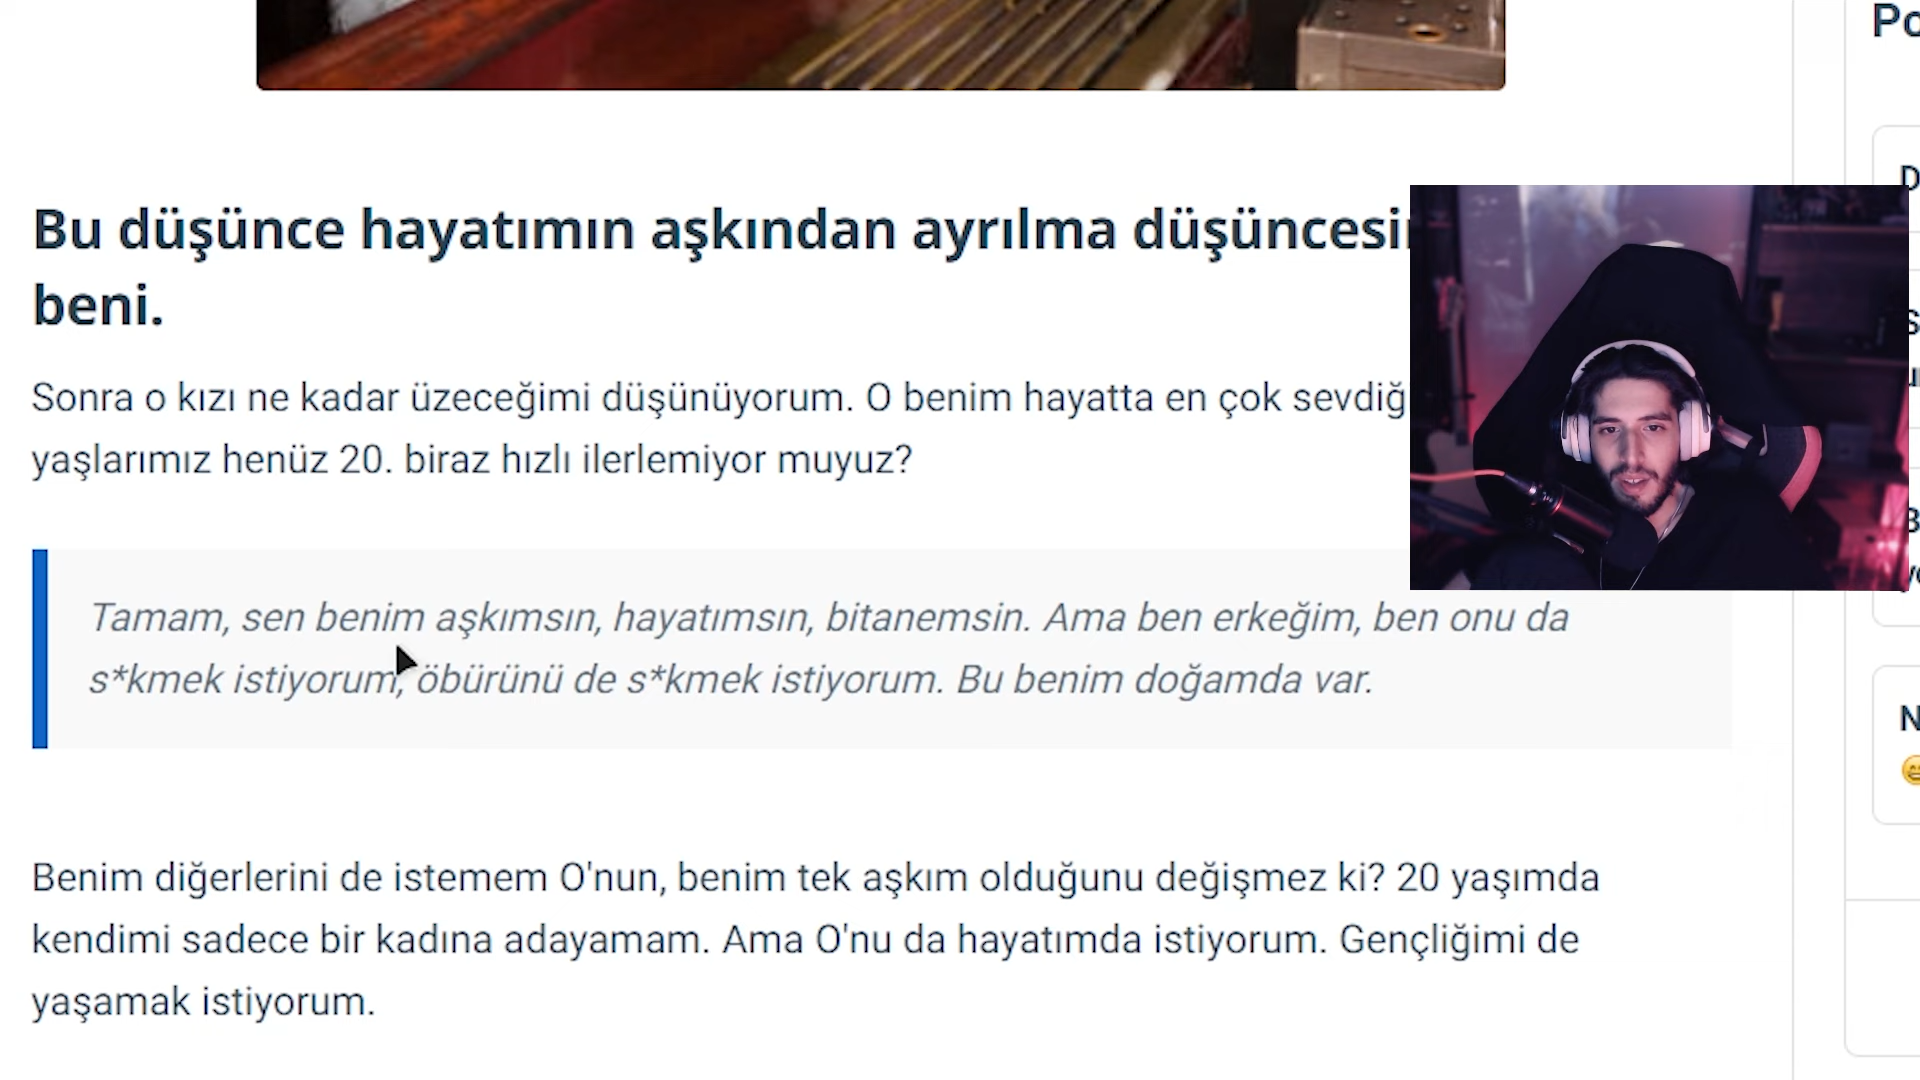 Bu düşünce hayatımın aşkından ayrılma
beni.
Sonra o kızı ne kadar üzeceğimi düşünüyorum. O benim hayatta en çok
yaşlarımız henüz 20. biraz hızlı ilerlemiyor muyuz?
Tamam, sen benim aşkımsın, hayatımsın, bitanemsin. Ama ben erkeğim, ben onu da
s*kmek istiyorum, öbürünü de s*kmek istiyorum. Bu benim doğamda var.
Benim diğerlerini de istemem O'nun, benim tek aşkım olduğunu değişmez ki? 20 yaşımda
kendimi sadece bir kadına adayamam. Ama O'nu da hayatımda istiyorum. Gençliğimi de
yaşamak istiyorum.